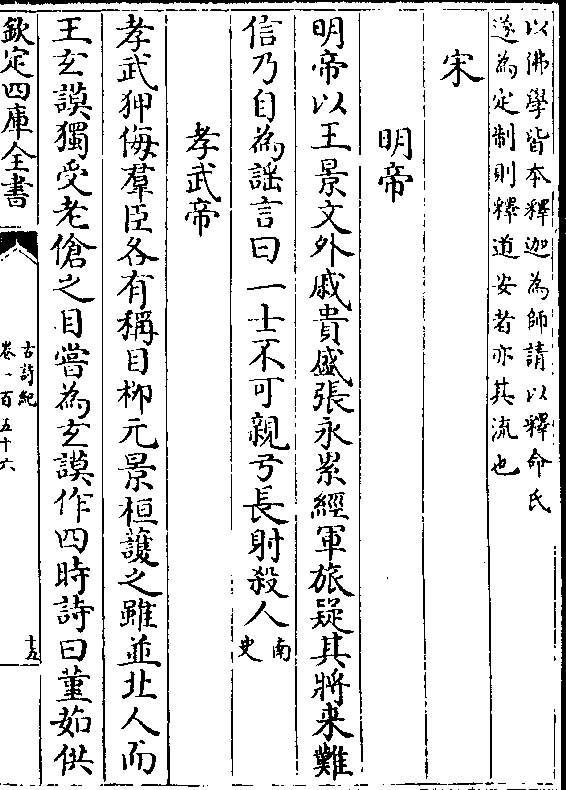 以佛學皆本釋迦為師請以釋命氏
遂為定制則釋道安者亦其流也
宋
明帝
明帝以王景文外戚貴盛張永累經軍旅疑其將来難
信乃自為謡言曰一士不可親弓長射殺人南史
孝武帝
孝武狎侮羣臣各有稱目柳元景桓護之雖並北人而
王玄謨獨受老傖之目嘗為玄謨作四時詩曰菫茹供
欽定四庫全書
古詩紀
卷一百五十六
十五